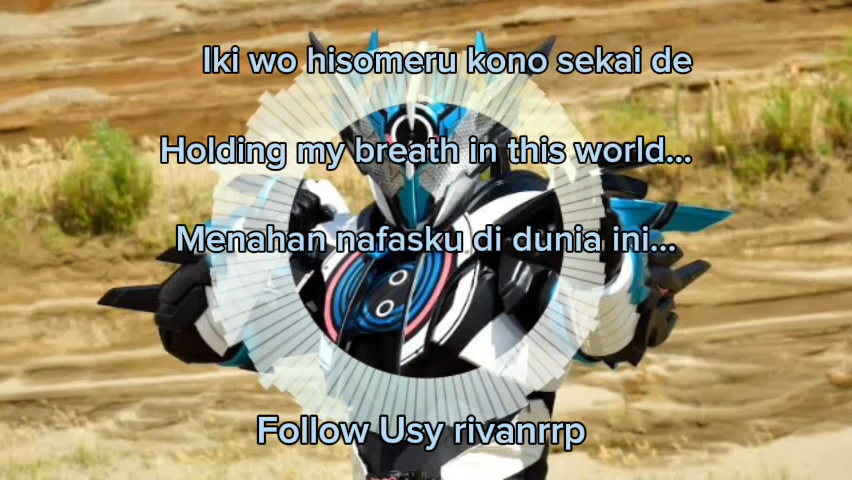 Iki wo hisomeru kono sekai de
Holding my breath in this world...
Menahan nafasku di dunia ini...
Follow Usy rivanrrp